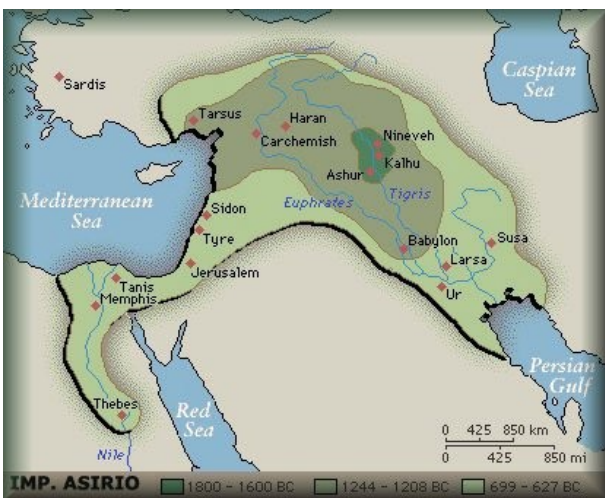 Caspian
Sea
Sardis
Tarsus
Haran
Carchemish
Nineveh
Kalhu
Ashur
Mediterranean
Sea
Euphrates
Tigris
Sidon
Tyre
Jerusalem
Babylon
Susa
Larsa
Ur
Tanis
Memphis
Persian
Gulf
Thebes
Red
Sea
Nile
0 425 850 km
0 425 850 mi
IMP. ASIRIO 1800 - 1600 BC 1244 - 1208 BC 699 - 627 BC